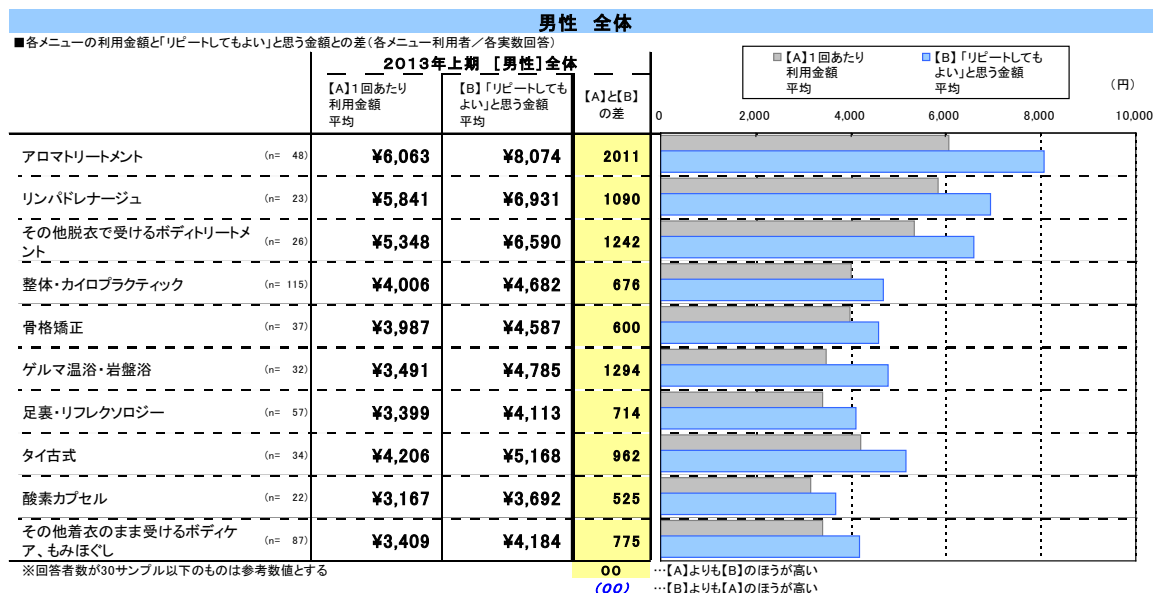 男性 全体
■各メニューの利用金額と「リピートしてもよい」と思う金額との差(各メニュー利用者／各実数回答)
2013年上期 [男性]全体
【A】1回あたり
利用金額
平均
【B】「リピートしても
よい」と思う金額
平均
【A】と【B】
の差
【A】1回あたり
利用金額
平均
【B】「リピートしても
よい」と思う金額
平均
(円)
0 2,000 4,000 6,000 8,000 10,000
アロマトリートメント (n= 48) ¥6,063 ¥8,074 2011
リンパドレナージュ (n= 23) ¥5,841 ¥6,931 1090
その他脱衣で受けるボディトリートメ
ント (n= 26) ¥5,348 ¥6,590 1242
整体・カイロプラクティック (n= 115) ¥4,006 ¥4,682 676
骨格矯正 (n= 37) ¥3,987 ¥4,587 600
ゲルマ温浴・岩盤浴 (n= 32) ¥3,491 ¥4,785 1294
足裏・リフレクソロジー (n= 57) ¥3,399 ¥4,113 714
タイ古式 (n= 34) ¥4,206 ¥5,168 962
酸素カプセル (n= 22) ¥3,167 ¥3,692 525
その他着衣のまま受けるボディケ
ア、もみほぐし (n= 87) ¥3,409 ¥4,184 775
※回答者数が30サンプル以下のものは参考数値とする
00 …【A】よりも【B】のほうが高い
(00) …【B】よりも【A】のほうが高い